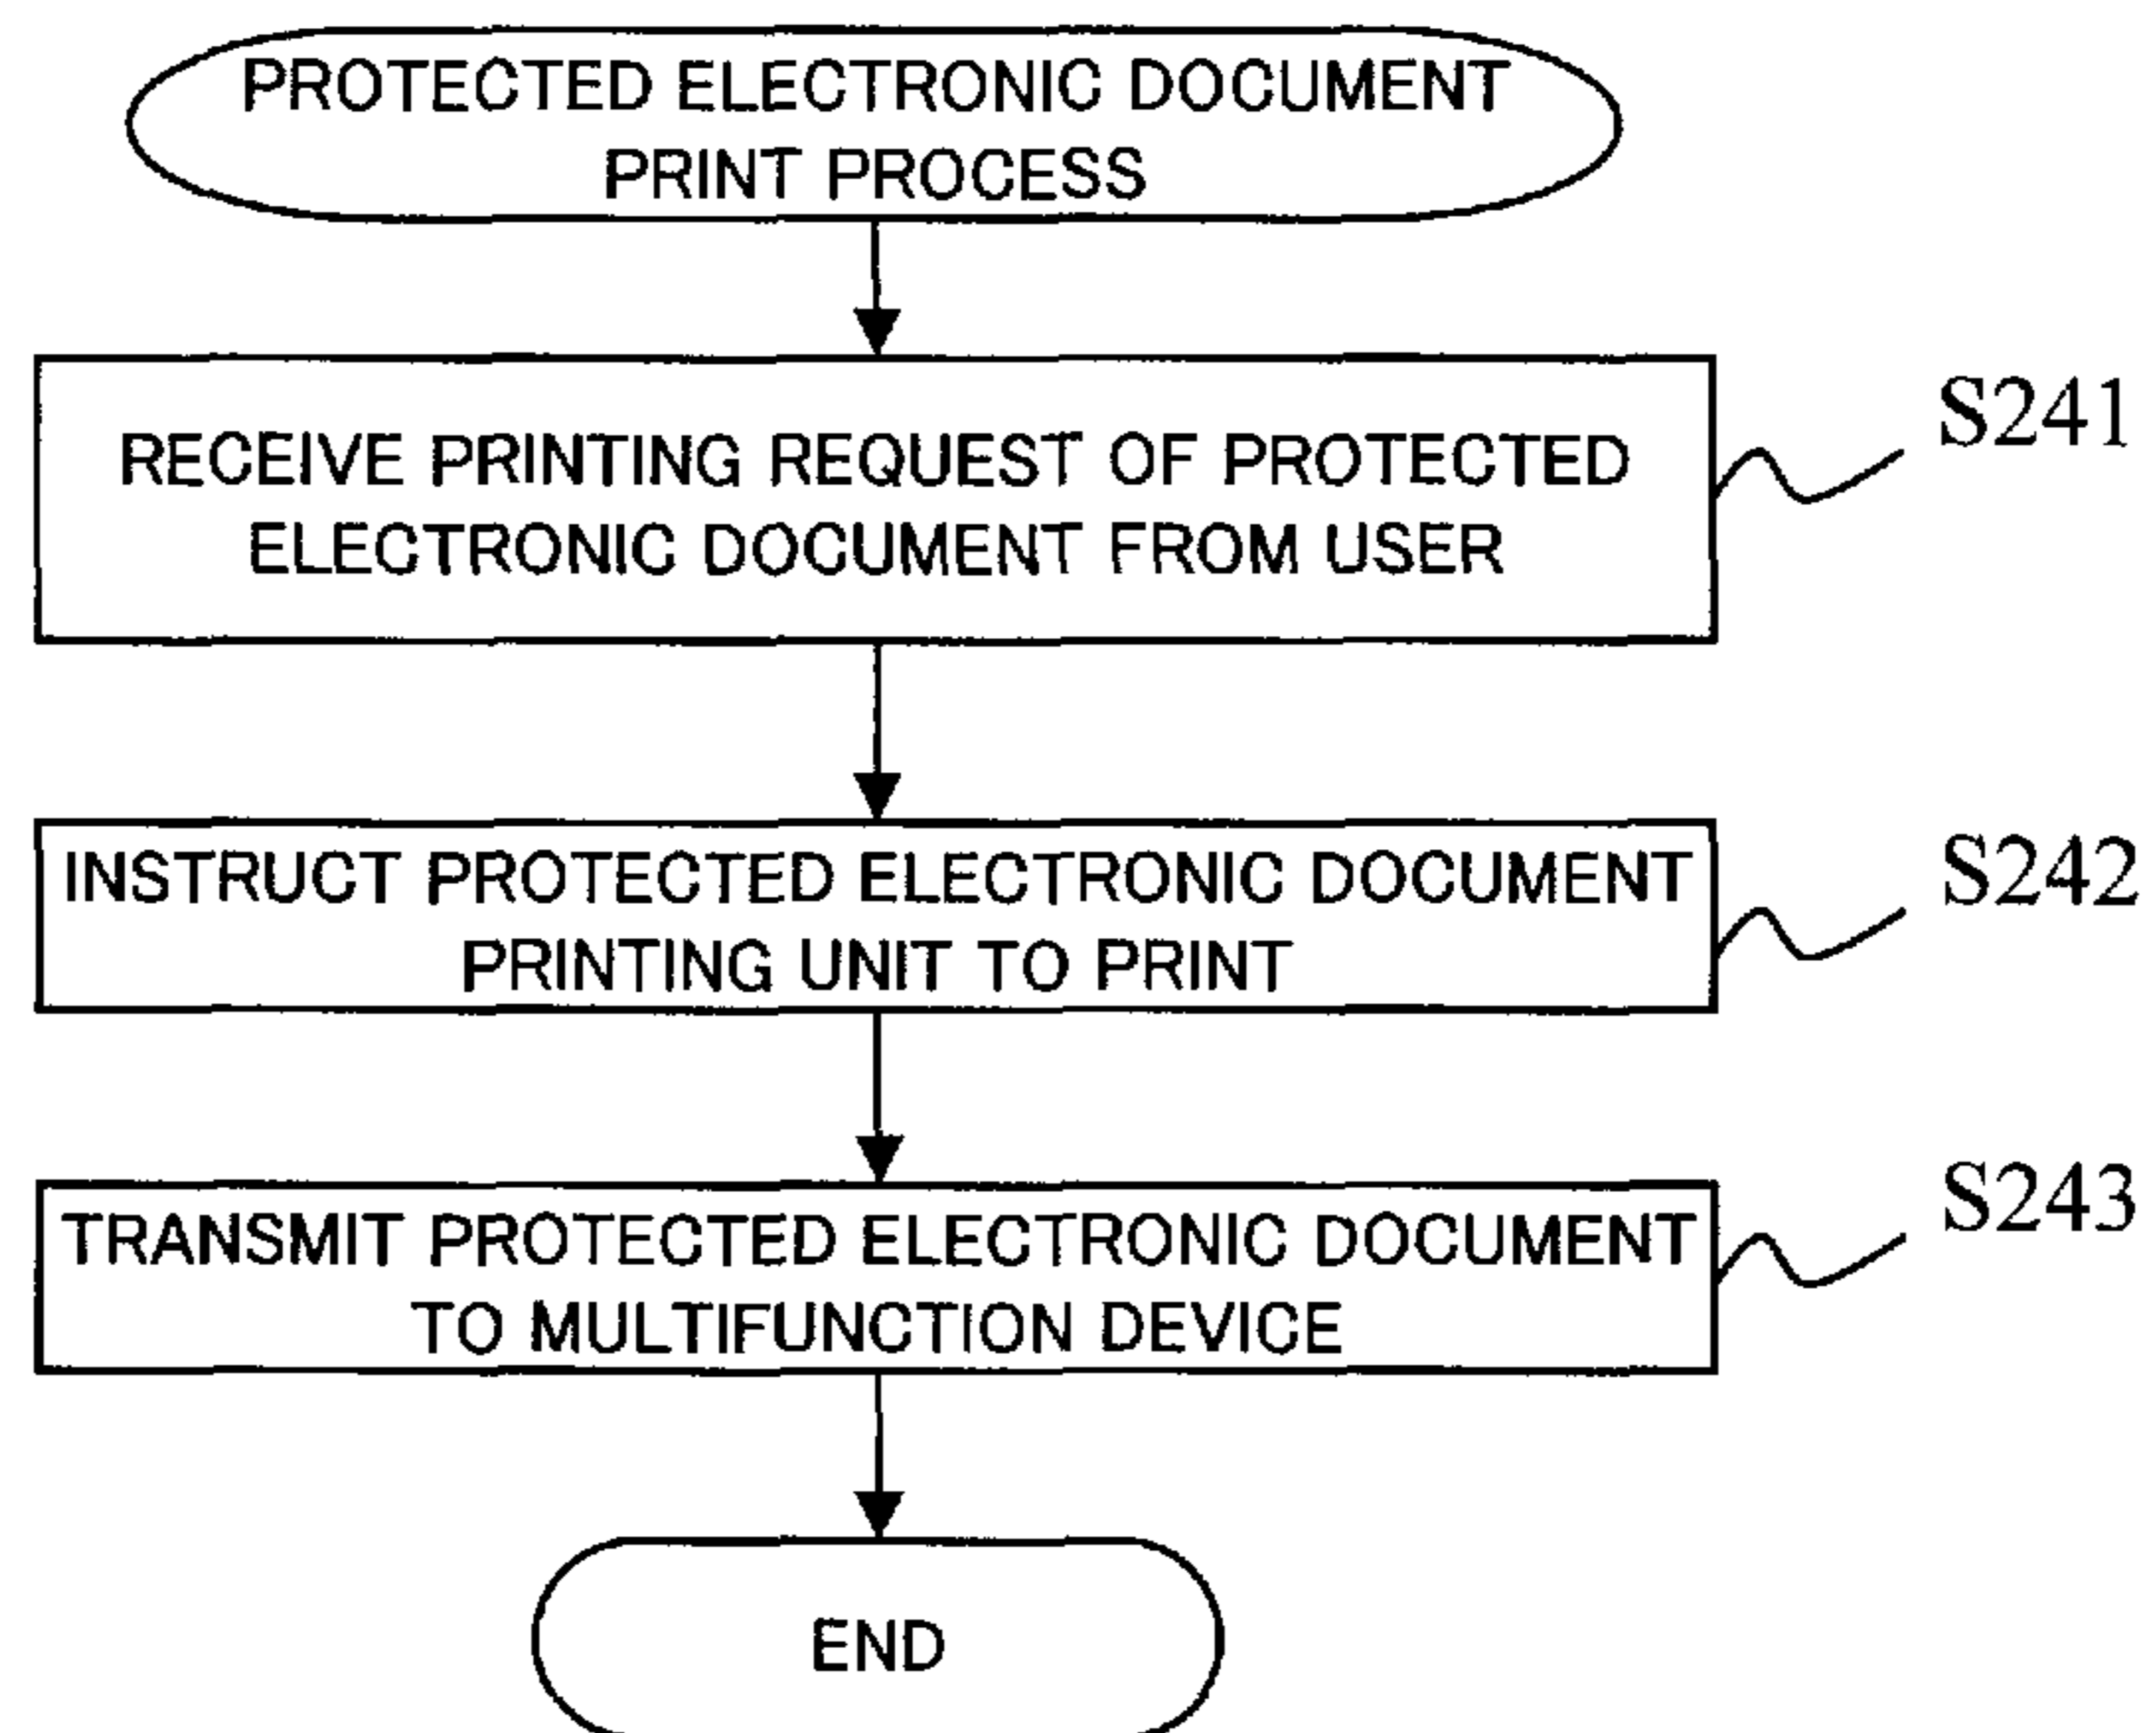 PROTECTED ELECTRONIC DOCUMENT
PRINT PROCESS
RECEIVE PRINTING REQUEST OF PROTECTED
ELECTRONIC DOCUMENT FROM USER
S241
INSTRUCT PROTECTED ELECTRONIC DOCUMENT
PRINTING UNIT TO PRINT
S242
TRANSMIT PROTECTED ELECTRONIC DOCUMENT
TO MULTIFUNCTION DEVICE
S243
END